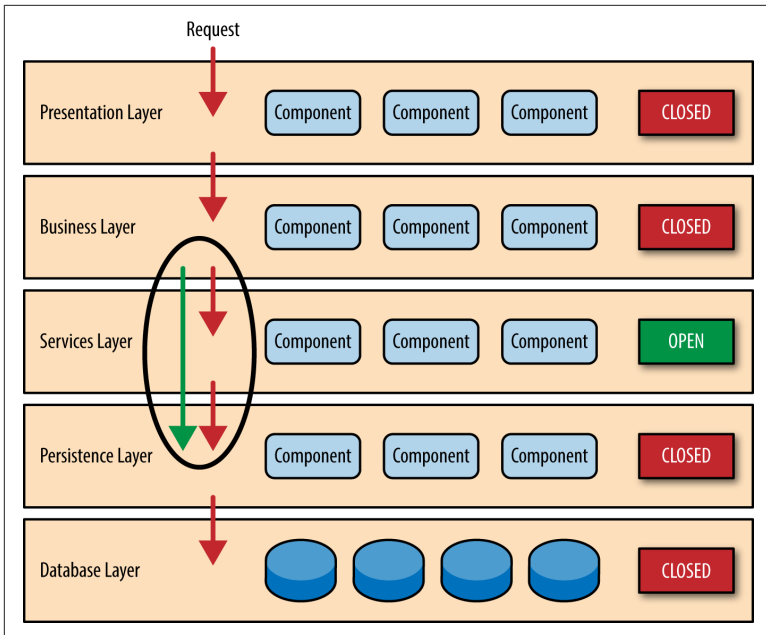 Request
Presentation Layer Component Component Component CLOSED
Business Layer Component Component Component CLOSED
Services Layer Component Component Component OPEN
Persistence Layer Component Component Component CLOSED
Database Layer CLOSED